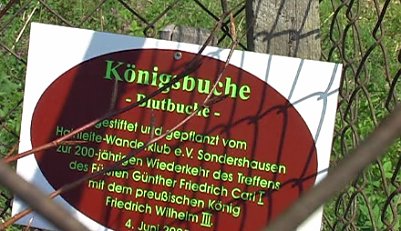 Königsbuche
- Blutbuche -
gestiftet und gepflanzt vom
Hainleite-Wanderklub e.V. Sondershausen
zur 200-jährigen Wiederkehr des Treffens
des Fürsten Günther Friedrich Carl I.
mit dem preußischen König
Friedrich Wilhelm III.
4. Juni